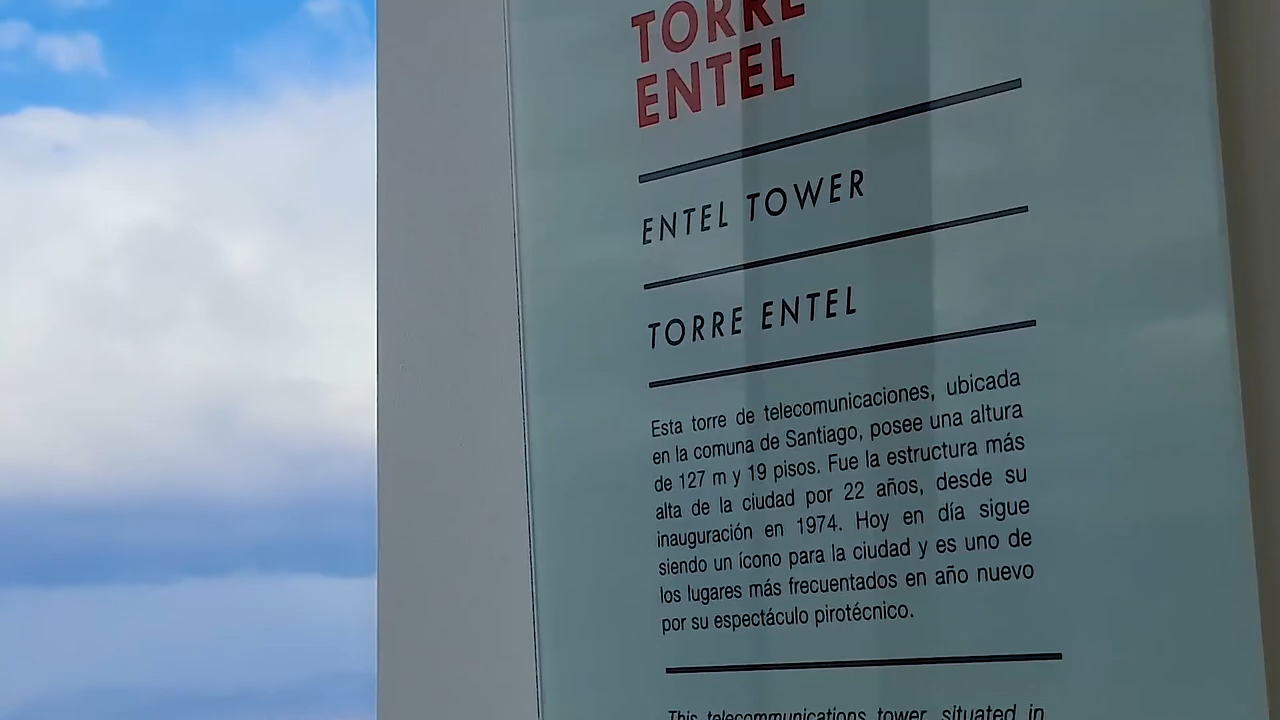 TORRE
ENTEL
ENTEL TOWER
TORRE ENTEL
Esta torre de telecomunicaciones, ubicada
en la comuna de Santiago, posee una altura
de 127 m y 19 pisos. Fue la estructura más
alta de la ciudad por 22 años, desde su
inauguración en 1974. Hoy en día sigue
siendo un ícono para la ciudad y es uno de
los lugares más frecuentados en año nuevo
por su espectáculo pirotécnico.
This telecommunications tower, situated in